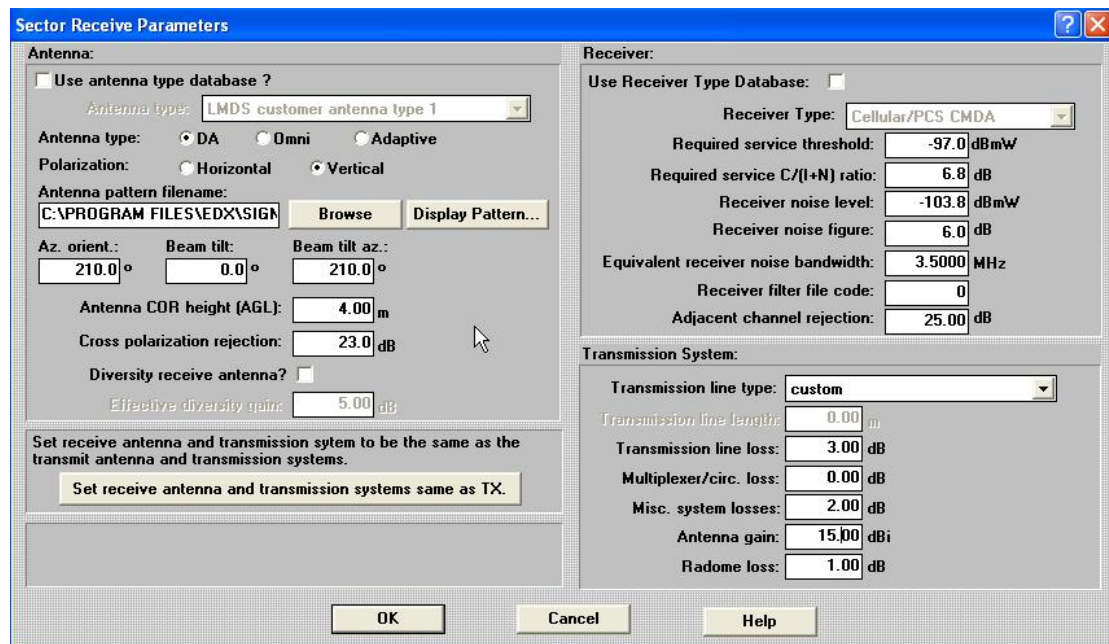 Sector Receive Parameters
Antenna:
Use antenna type database ?
Antenna type: LMDS customer antenna type 1
Antenna type: DA Omni Adaptive
Polarization: Horizontal Vertical
Antenna pattern filename:
C:\PROGRAM FILES\EDX\SIGN Browse Display Pattern...
Az. orient.: Beam tilt: Beam tilt az.:
210.0 º 0.0 º 210.0 º
Antenna COR height (AGL): 4.00 m
Cross polarization rejection: 23.0 dB
Diversity receive antenna?
Effective diversity gain: 5.00 dB
Set receive antenna and transmission sytem to be the same as the
transmit antenna and transmission systems.
Set receive antenna and transmission systems same as TX.
Receiver:
Use Receiver Type Database:
Receiver Type: Cellular/PCS CMDA
Required service threshold: -97.0 dBmW
Required service C/(I+N) ratio: 6.8 dB
Receiver noise level: -103.8 dBmW
Receiver noise figure: 6.0 dB
Equivalent receiver noise bandwidth: 3.5000 MHz
Receiver filter file code: 0
Adjacent channel rejection: 25.00 dB
Transmission System:
Transmission line type: custom
Transmission line length: 0.00 m
Transmission line loss: 3.00 dB
Multiplexer/circ. loss: 0.00 dB
Misc. system losses: 2.00 dB
Antenna gain: 15.00 dBi
Radome loss: 1.00 dB
OK Cancel Help